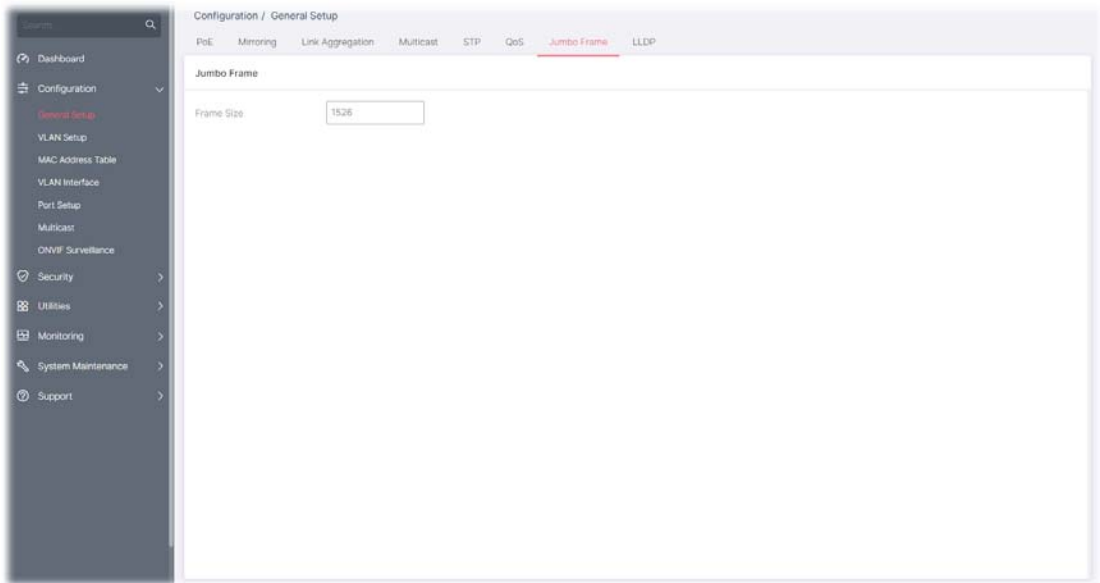 Search
Configuration / General Setup
PoE Mirroring Link Aggregation Multicast STP QoS Jumbo Frame LLDP
Dashboard
Configuration
General Setup
VLAN Setup
MAC Address Table
VLAN Interface
Port Setup
Multicast
ONVIF Surveillance
Security
Utilities
Monitoring
System Maintenance
Support
Jumbo Frame
Frame Size
1526